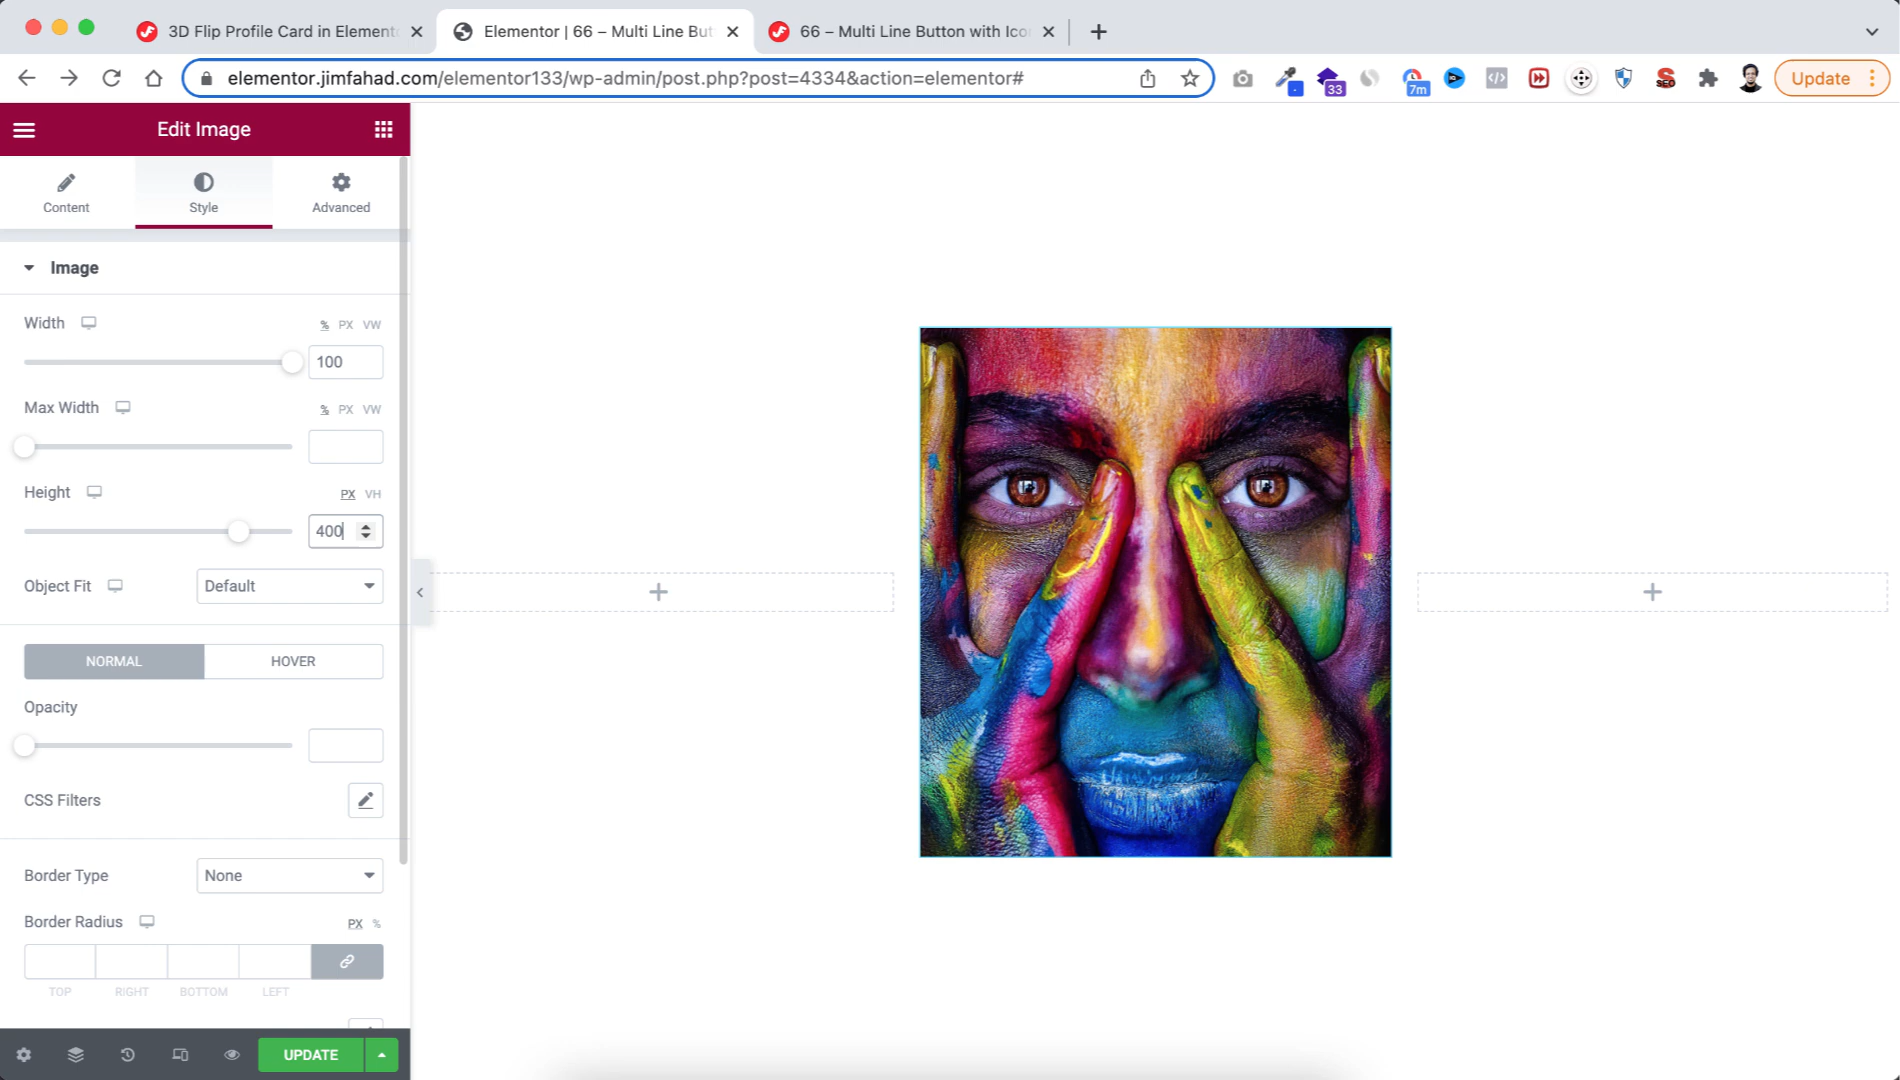 3D Flip Profile Card in Element
Elementor | 66 – Multi Line But
66 – Multi Line Button with Ico
elementor.jimfahad.com/elementor133/wp-admin/post.php?post=4334&action=elementor#
33
7m
SEO
Update
Edit Image
Content
Style
Advanced
Image
Width
% PX VW
100
Max Width
% PX VW
Height
PX VH
400
Object Fit
Default
NORMAL
HOVER
Opacity
CSS Filters
Border Type
None
Border Radius
PX %
TOP RIGHT BOTTOM LEFT
UPDATE